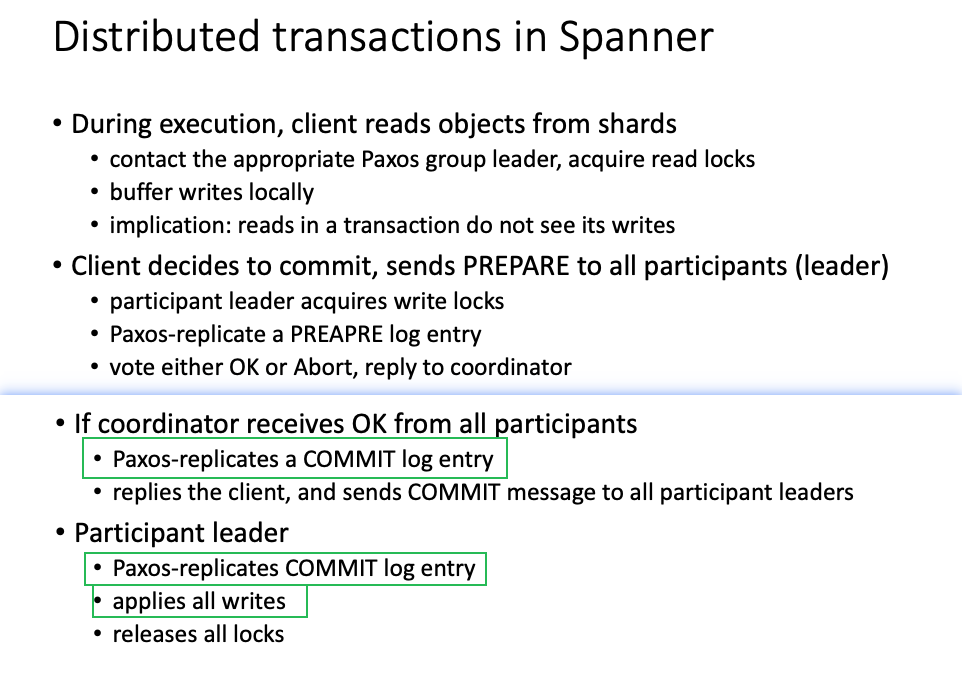 Distributed transactions in Spanner
• During execution, client reads objects from shards
• contact the appropriate Paxos group leader, acquire read locks
• buffer writes locally
• implication: reads in a transaction do not see its writes
• Client decides to commit, sends PREPARE to all participants (leader)
• participant leader acquires write locks
• Paxos-replicate a PREAPRE log entry
• vote either OK or Abort, reply to coordinator
• If coordinator receives OK from all participants
• Paxos-replicates a COMMIT log entry
• replies the client, and sends COMMIT message to all participant leaders
• Participant leader
• Paxos-replicates COMMIT log entry
• applies all writes
• releases all locks